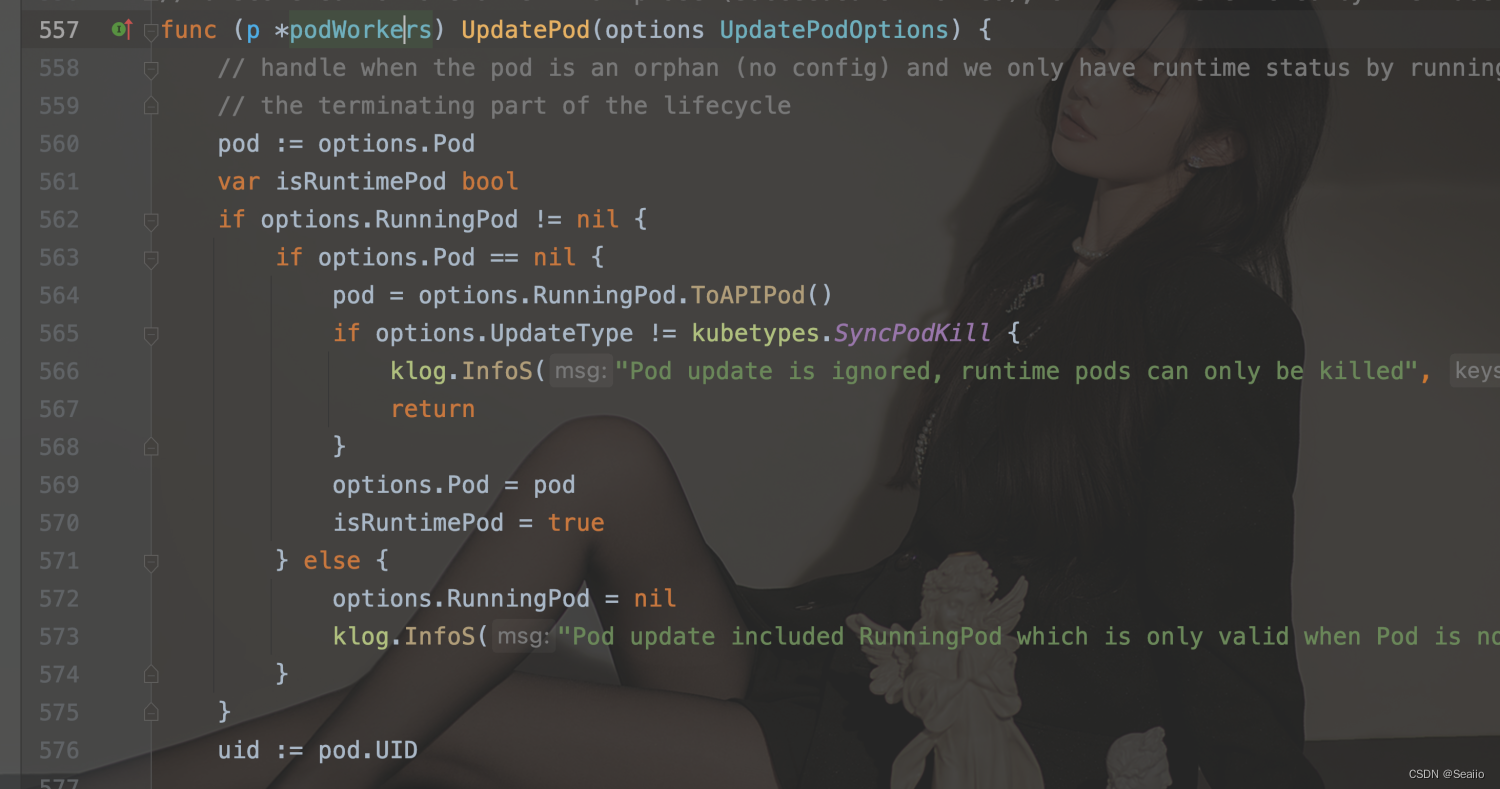 557 func (p *podWorkers) UpdatePod(options UpdatePodOptions) {
558 // handle when the pod is an orphan (no config) and we only have runtime status by running
559 // the terminating part of the lifecycle
560 pod := options.Pod
561 var isRuntimePod bool
562 if options.RunningPod != nil {
563 if options.Pod == nil {
564 pod = options.RunningPod.ToAPIPod()
565 if options.UpdateType != kubetypes.SyncPodKill {
566 klog.InfoS( msg: "Pod update is ignored, runtime pods can only be killed", keys
567 return
568 }
569 options.Pod = pod
570 isRuntimePod = true
571 } else {
572 options.RunningPod = nil
573 klog.InfoS( msg: "Pod update included RunningPod which is only valid when Pod is no
574 }
575 }
576 uid := pod.UID
577
CSDN @Seaiio